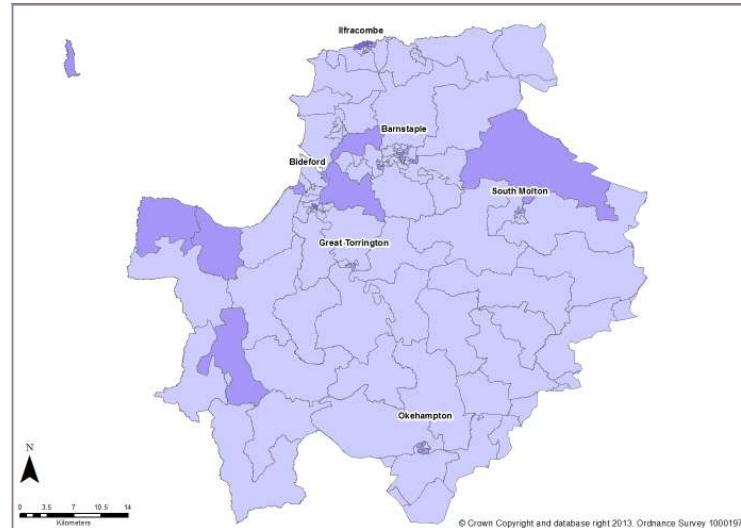 Ilfracombe
Barnstaple
Bideford
South Molton
Great Torrington
Okehampton
N
0 3.5 7 10.5 14
Kilometers
© Crown Copyright and database right 2013. Ordnance Survey 1000197